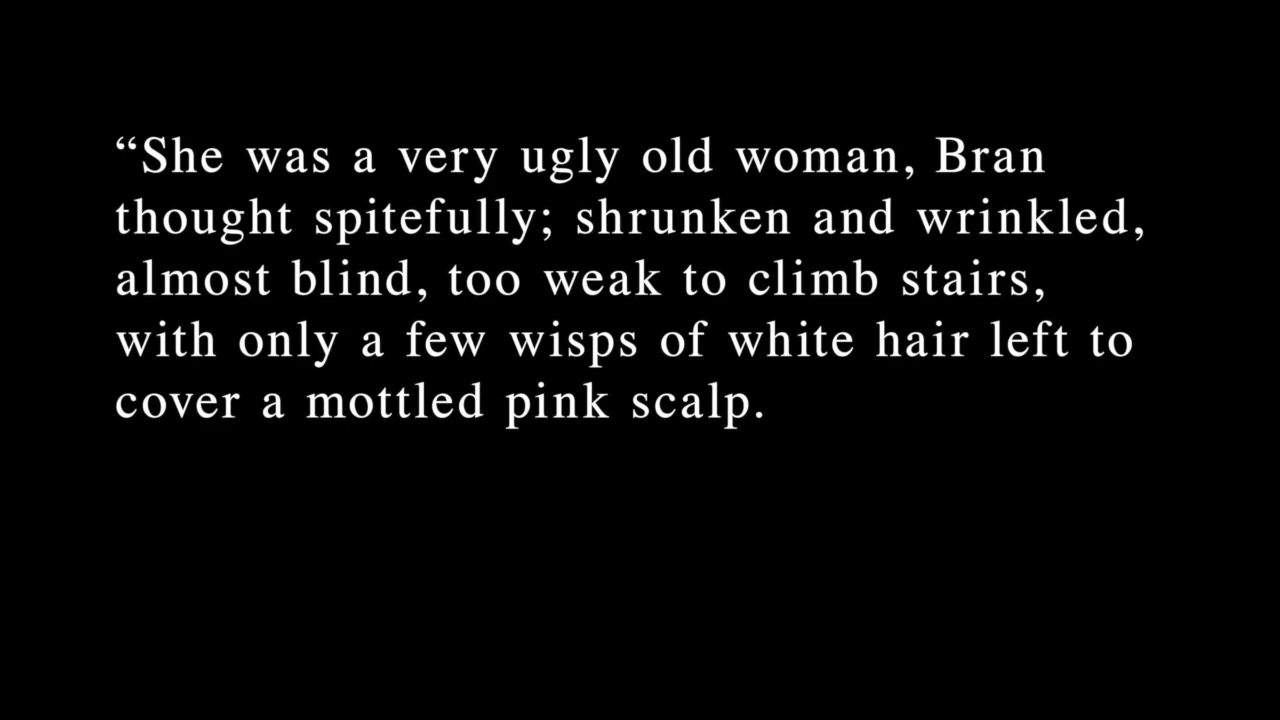 “She was a very ugly old woman, Bran
thought spitefully; shrunken and wrinkled,
almost blind, too weak to climb stairs,
with only a few wisps of white hair left to
cover a mottled pink scalp.